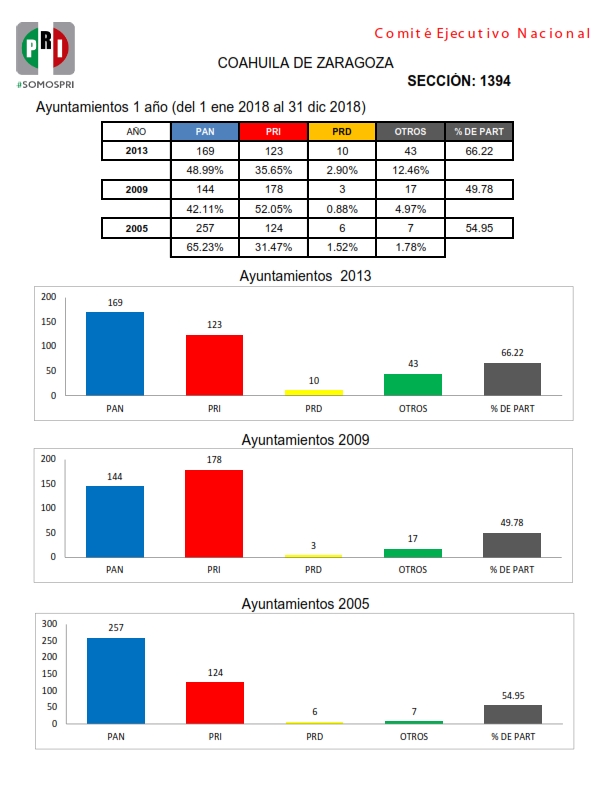 Comité Ejecutivo Nacional
PRI
#SOMOSPRI
COAHUILA DE ZARAGOZA
SECCIÓN: 1394
Ayuntamientos 1 año (del 1 ene 2018 al 31 dic 2018)
AÑO PAN PRI PRD OTROS % DE PART
2013 169 123 10 43 66.22
48.99% 35.65% 2.90% 12.46%
2009 144 178 3 17 49.78
42.11% 52.05% 0.88% 4.97%
2005 257 124 6 7 54.95
65.23% 31.47% 1.52% 1.78%
Ayuntamientos 2013
200
150
100
50
0
169 123 10 43 66.22
PAN PRI PRD OTROS % DE PART
Ayuntamientos 2009
200
150
100
50
0
144 178 3 17 49.78
PAN PRI PRD OTROS % DE PART
Ayuntamientos 2005
300
250
200
150
100
50
0
257 124 6 7 54.95
PAN PRI PRD OTROS % DE PART